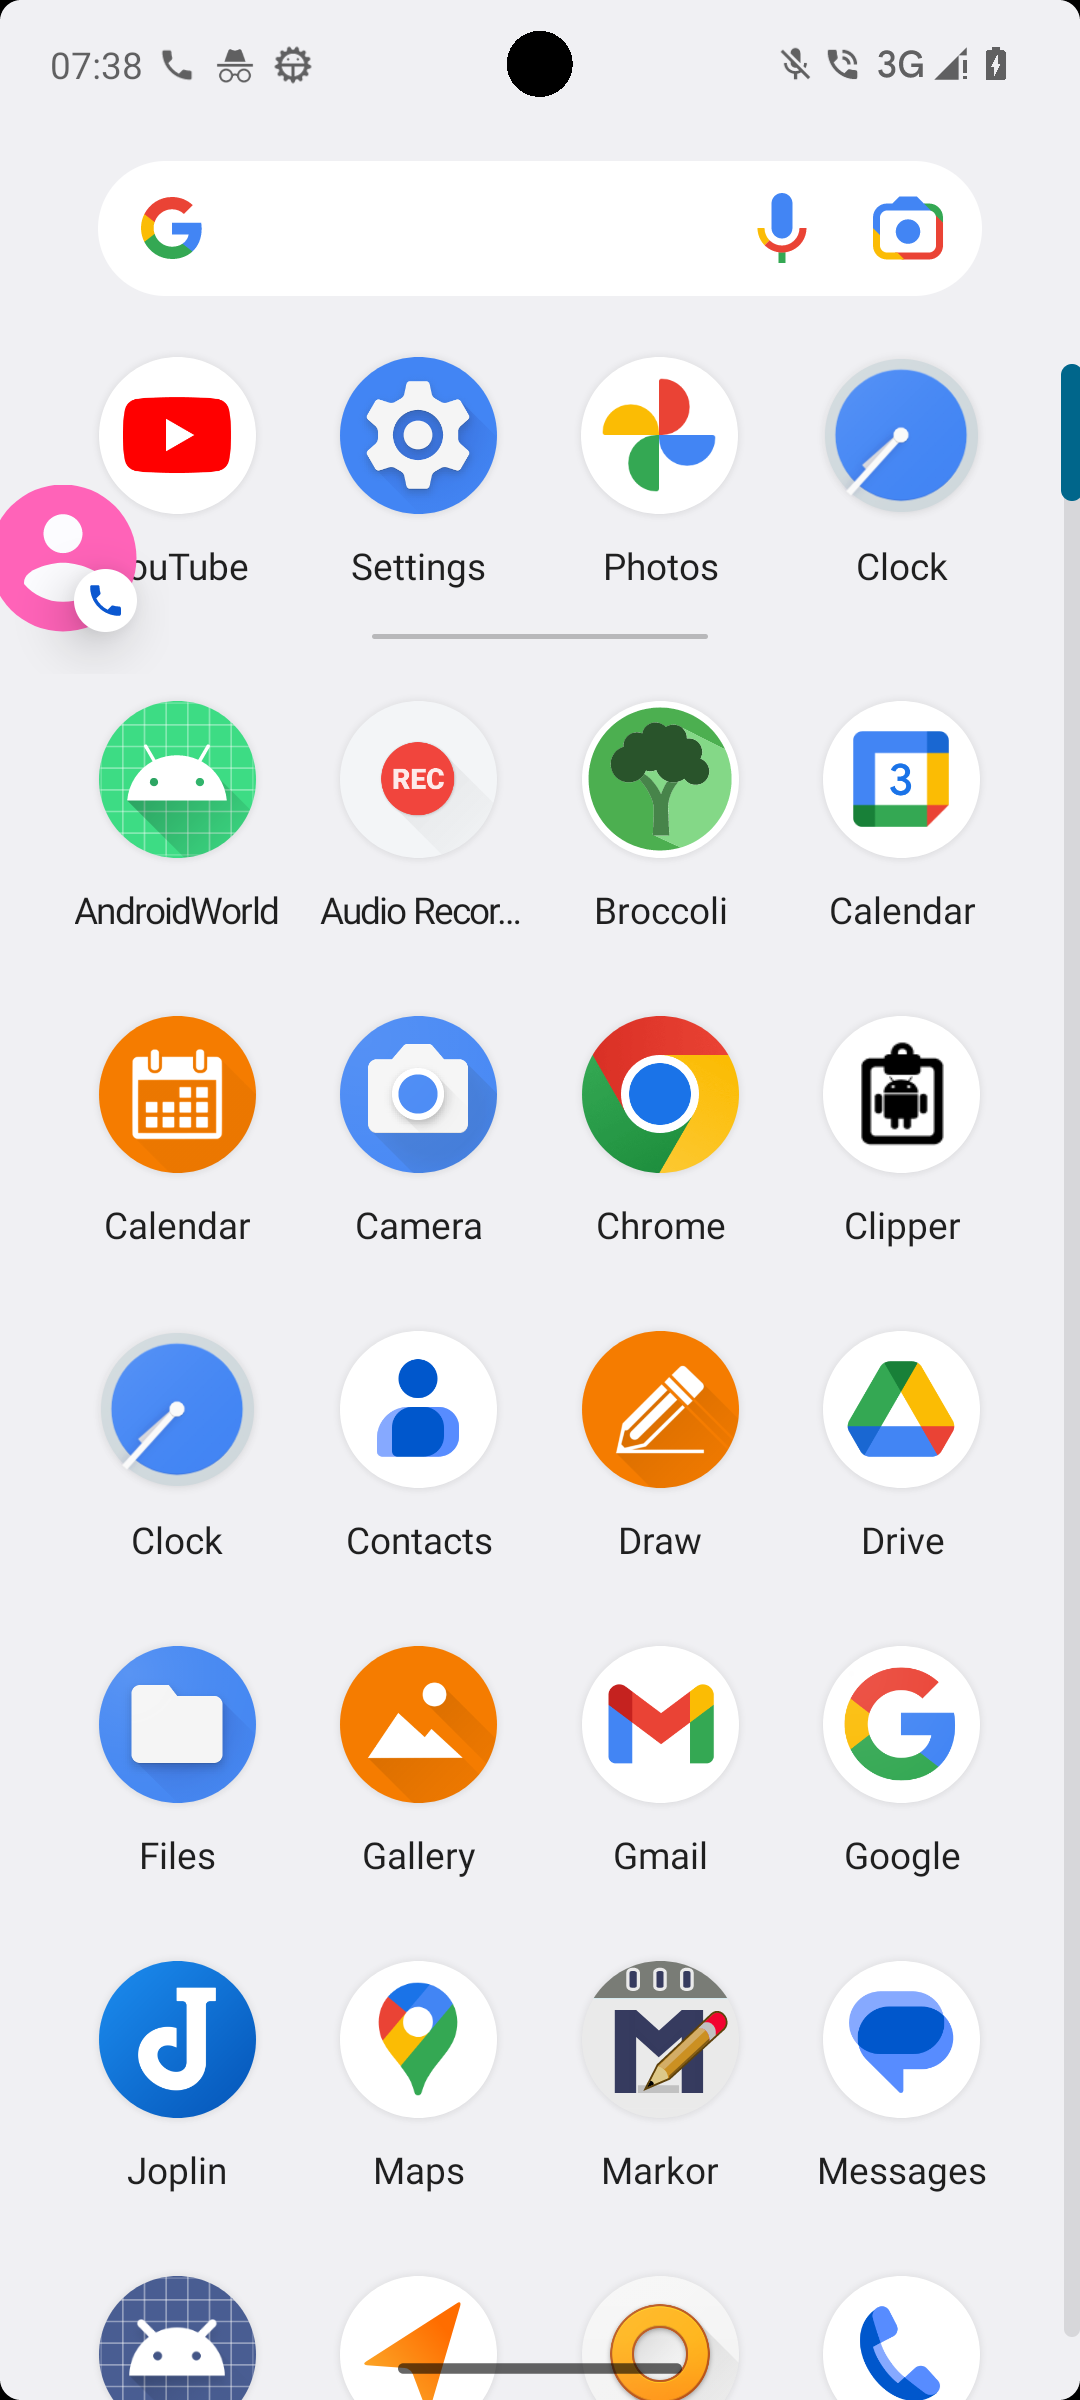 07:38 3G
ouTube Settings Photos Clock
REC 3
AndroidWorld Audio Recor... Broccoli Calendar
Calendar Camera Chrome Clipper
Clock Contacts Draw Drive
Files Gallery Gmail Google
Joplin Maps Markor Messages